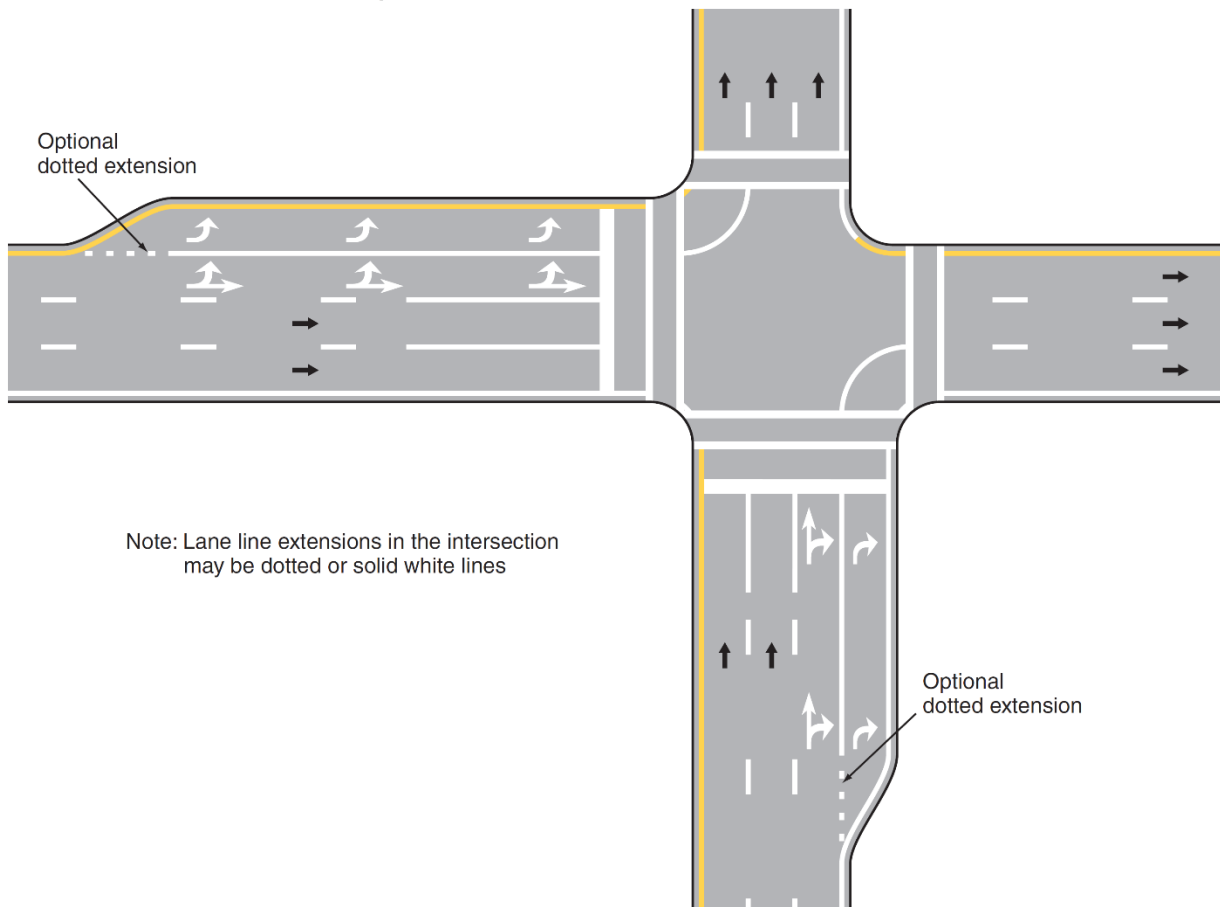 Optional
dotted extension
Note: Lane line extensions in the intersection
may be dotted or solid white lines
Optional
dotted extension